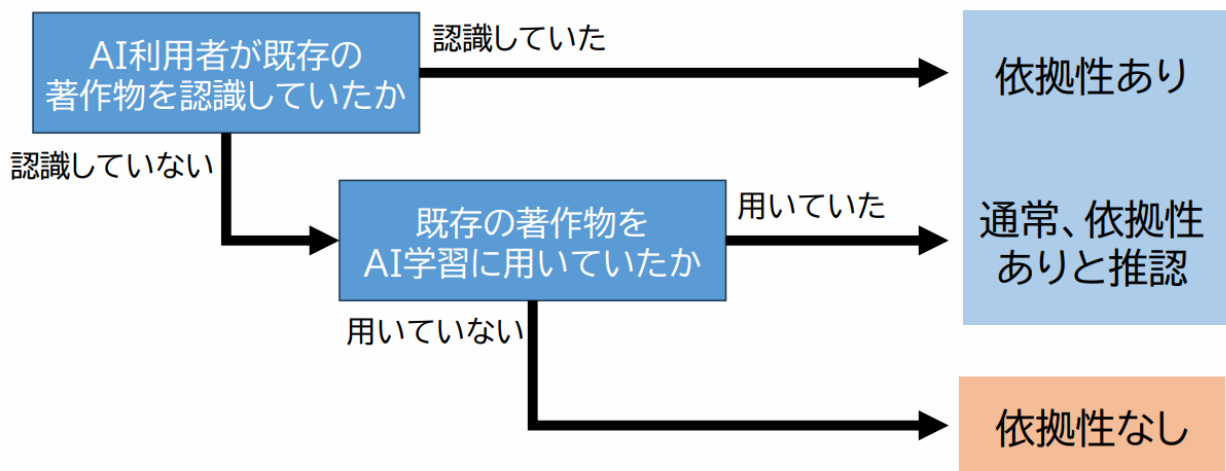 AI利用者が既存の
著作物を認識していたか
認識していた
依拠性あり
認識していない
既存の著作物を
AI学習に用いていたか
用いていた
通常、依拠性
ありと推認
用いていない
依拠性なし